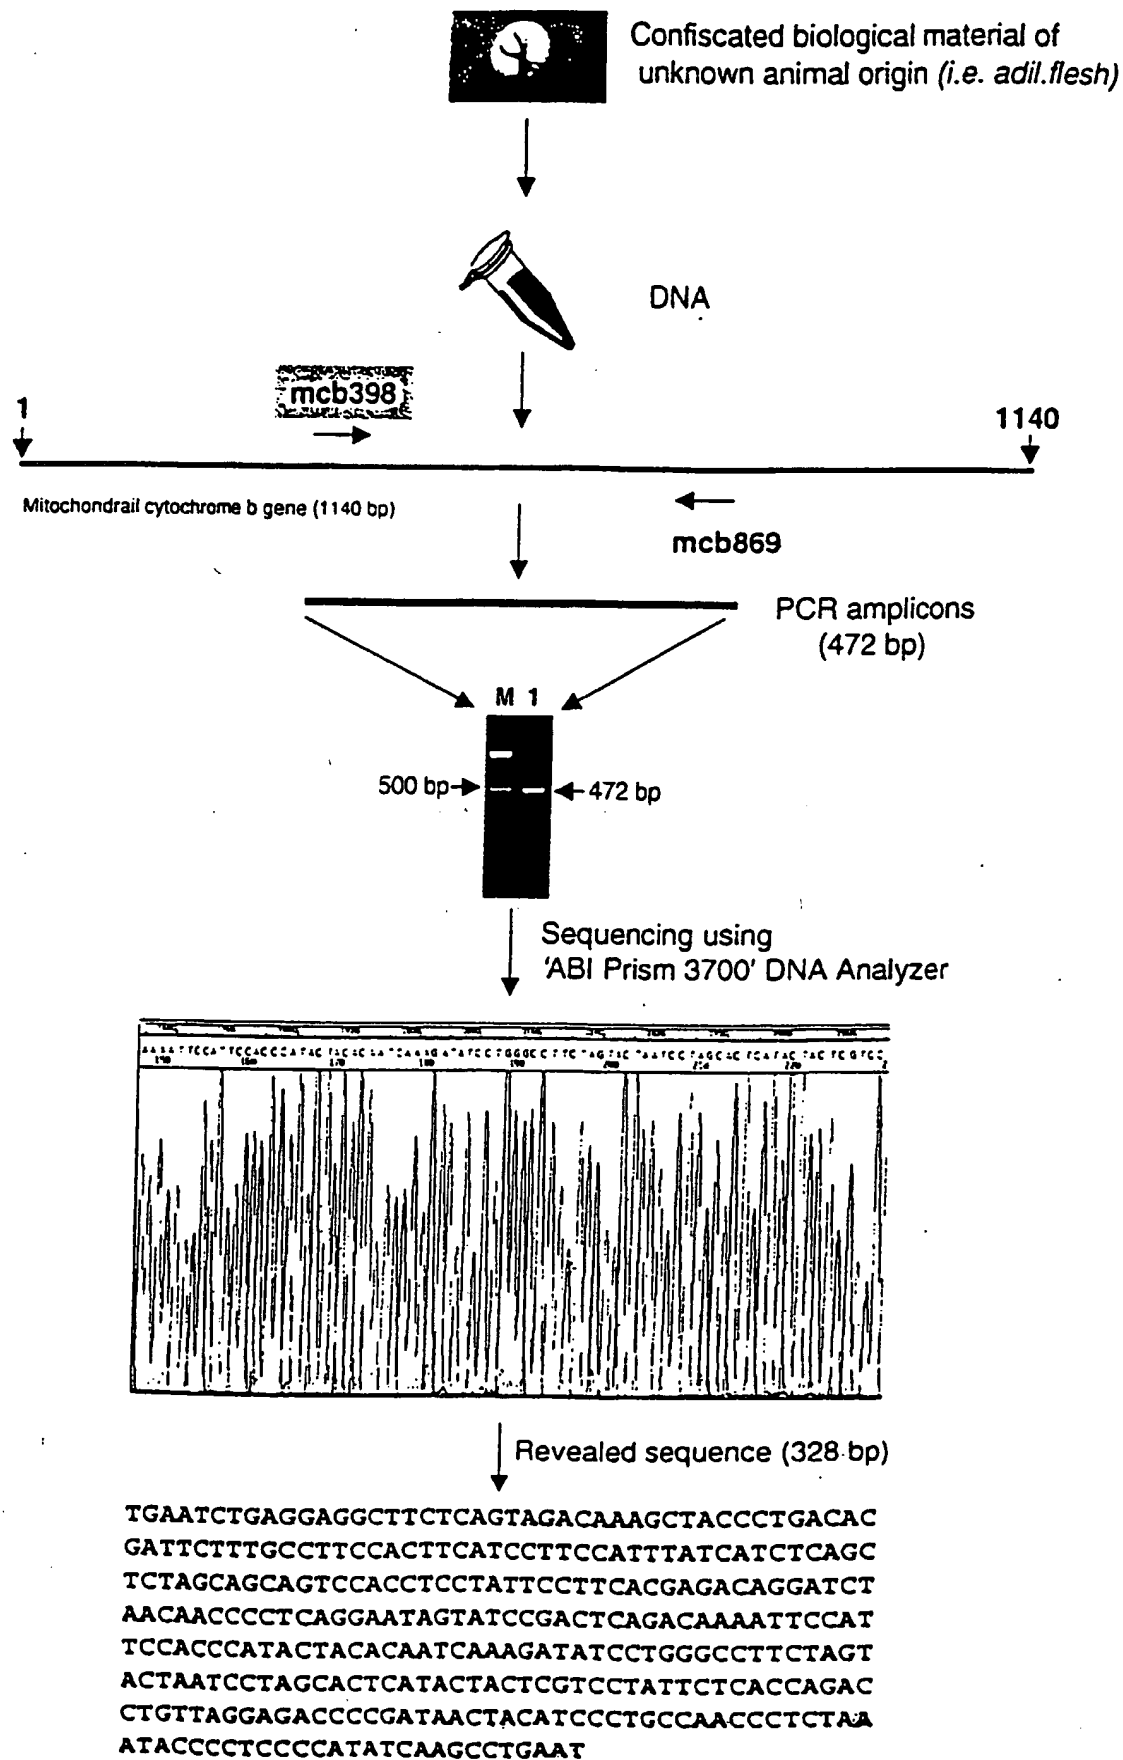 Confiscated biological material of
unknown animal origin (i.e. adil.flesh)
DNA
mcb398
1
1140
Mitochondrail cytochrome b gene (1140 bp)
mcb869
PCR amplicons
(472 bp)
M 1
500 bp
472 bp
Sequencing using
'ABI Prism 3700' DNA Analyzer
Revealed sequence (328 bp)
TGAATCTGAGGAGGCTTCTCAGTAGACAAAGCTACCCTGACAC
GATTCTTTGCCTTCCACTTCATCCTTCCATTTATCATCTCAGC
TCTAGCAGCAGTCCACCTCCTATTCCTTCACGAGACAGGATCT
AACAACCCCTCAGGAATAGTATCCGACTCAGACAAAATTCCAT
TCCACCCATACTACACAATCAAAGATATCCTGGGCCTTCTAGT
ACTAATCCTAGCACTCATACTACTCGTCCTATTCTCACCAGAC
CTGTTAGGAGACCCCGATAACTACATCCCTGCCAACCCTCTAA
ATACCCCTCCCCATATCAAGCCTGAAT